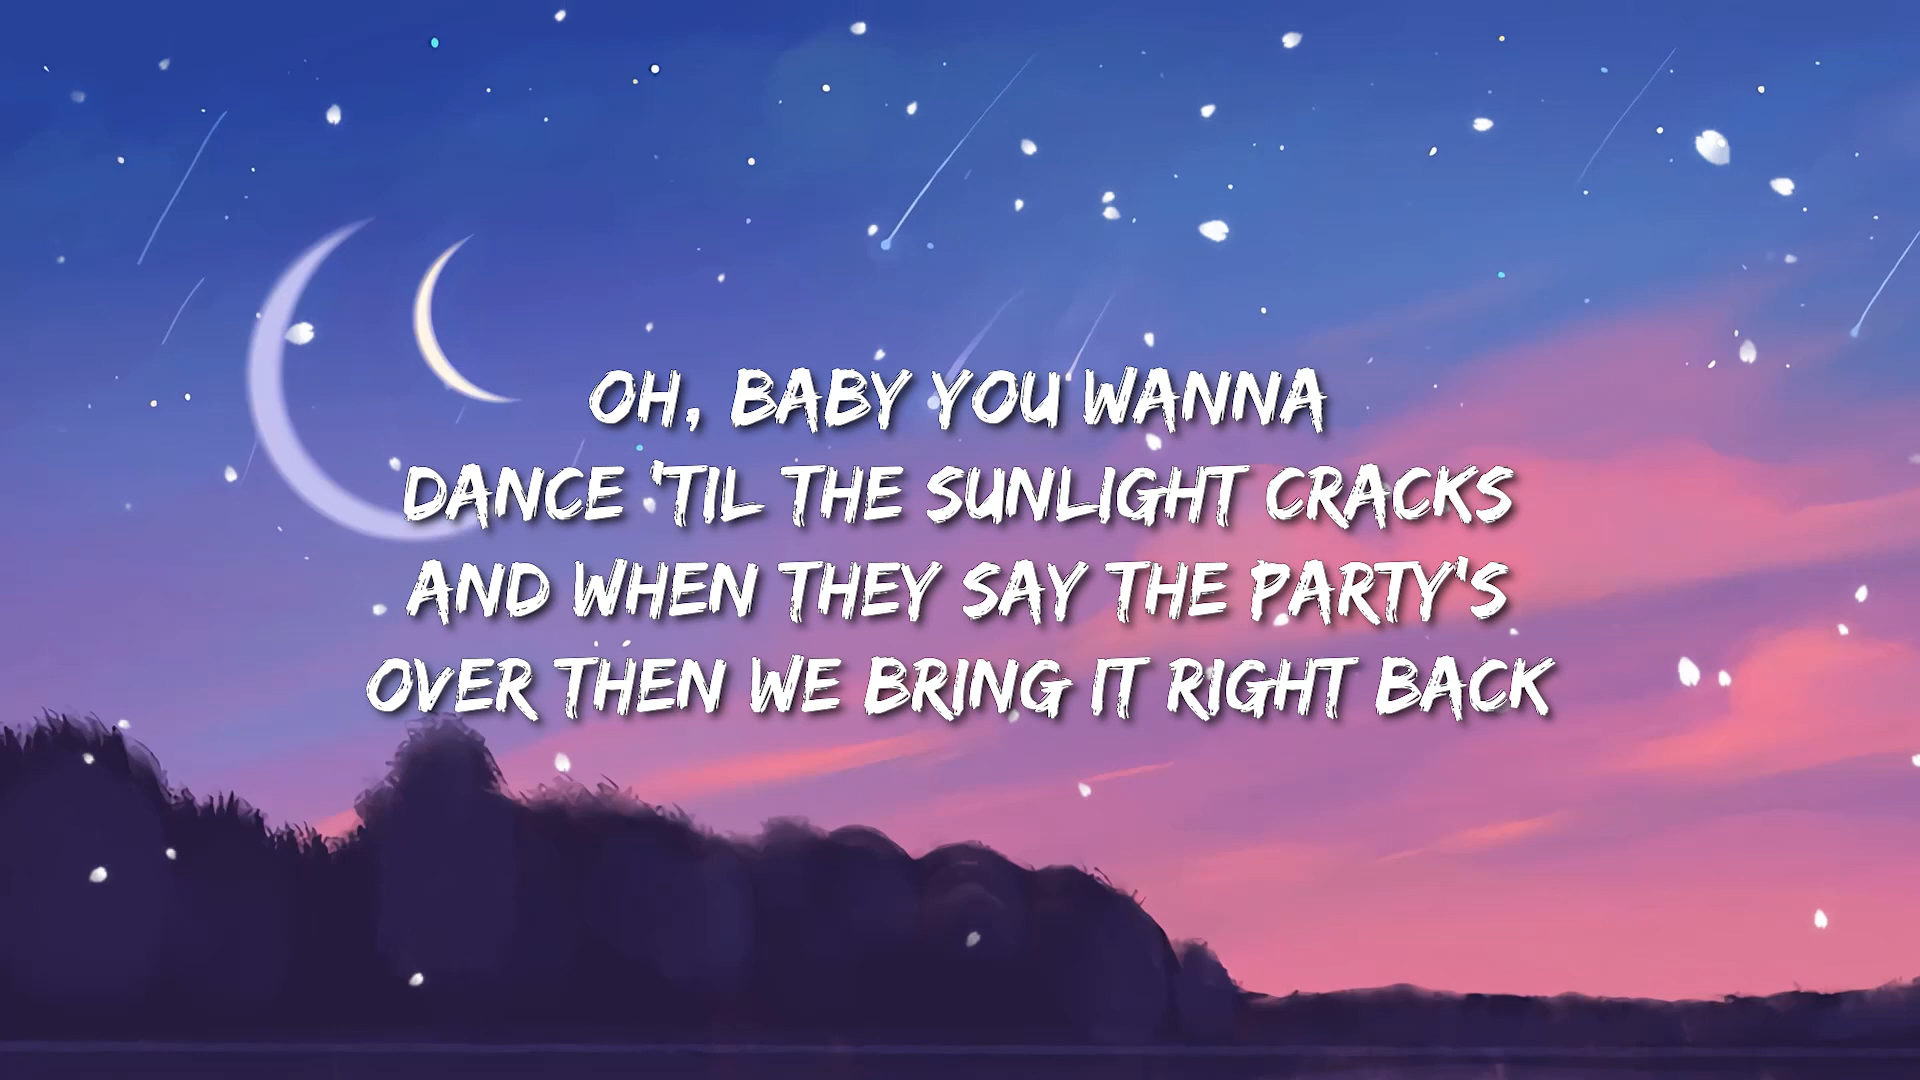 OH, BABY YOU WANNA
DANCE 'TIL THE SUNLIGHT CRACKS
AND WHEN THEY SAY THE PARTY'S
OVER THEN WE BRING IT RIGHT BACK